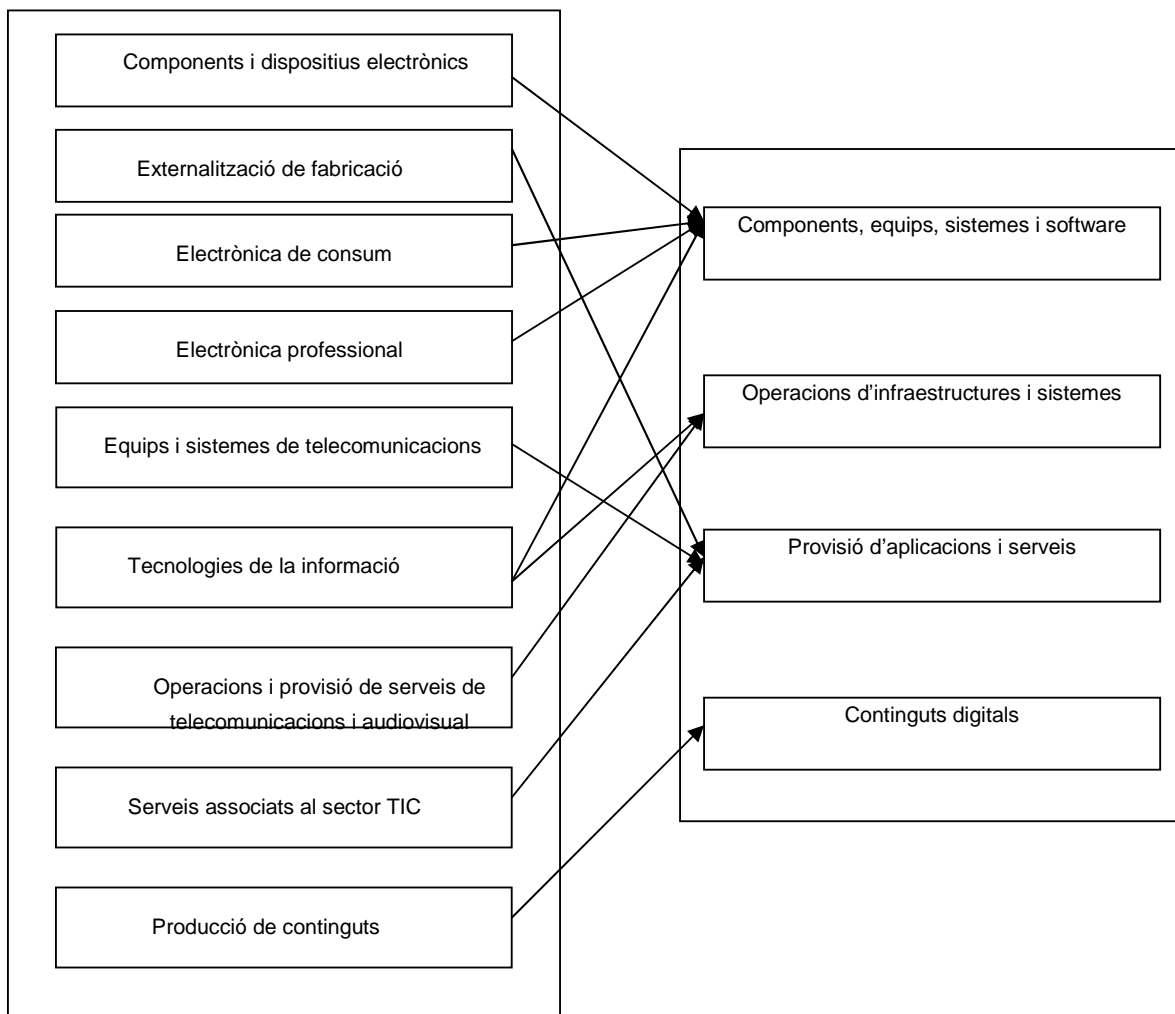 Components i dispositius electrònics
Externalització de fabricació
Electrònica de consum
Electrònica professional
Equips i sistemes de telecomunicacions
Tecnologies de la informació
Operacions i provisió de serveis de
telecomunicacions i audiovisual
Serveis associats al sector TIC
Producció de continguts
Components, equips, sistemes i software
Operacions d’infraestructures i sistemes
Provisió d’aplicacions i serveis
Continguts digitals